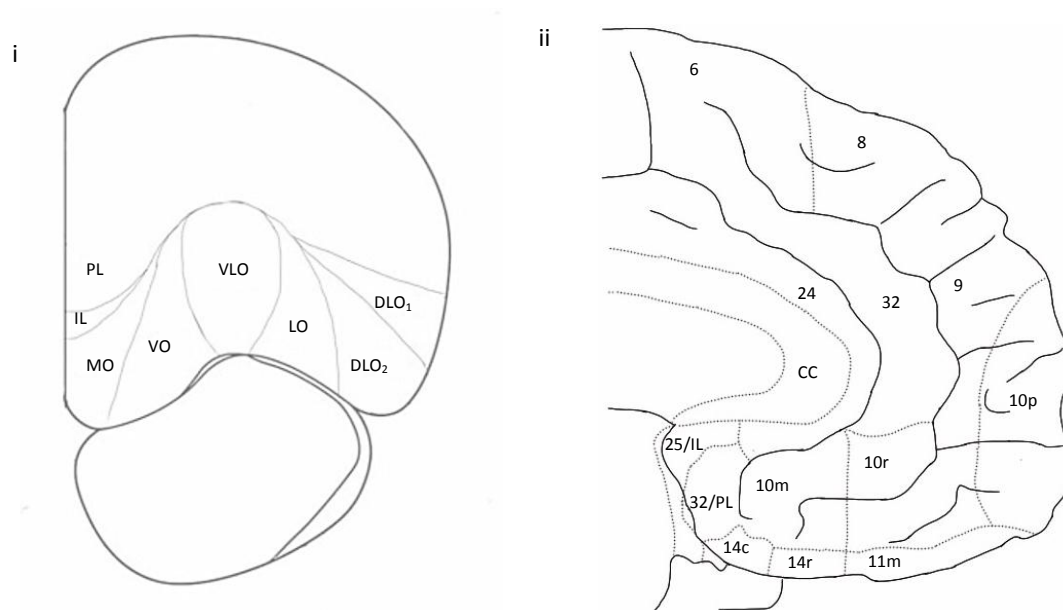 i
PL
IL
MO
VO
VLO
LO
DLO₁
DLO₂
ii
6
8
24
32
9
CC
10p
25/IL
10r
10m
32/PL
14c
14r
11m